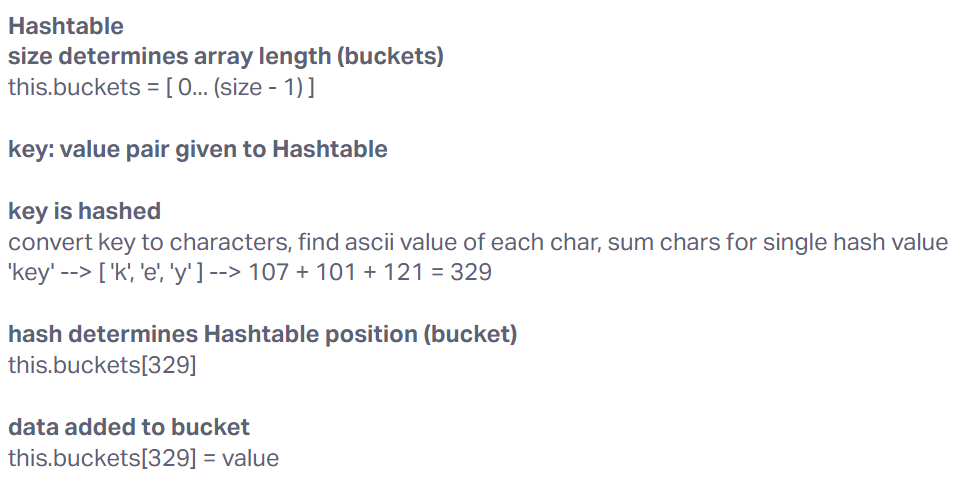 Hashtable
size determines array length (buckets)
this.buckets = [ 0... (size - 1) ]
key: value pair given to Hashtable
key is hashed
convert key to characters, find ascii value of each char, sum chars for single hash value
'key' --> [ 'k', 'e', 'y' ] --> 107 + 101 + 121 = 329
hash determines Hashtable position (bucket)
this.buckets[329]
data added to bucket
this.buckets[329] = value